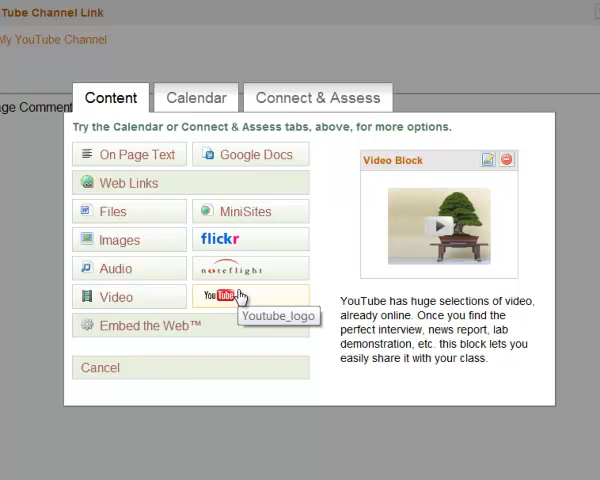 Tube Channel Link
My YouTube Channel
ge Comment
Content
Calendar
Connect & Assess
Try the Calendar or Connect & Assess tabs, above, for more options.
On Page Text
Google Docs
Web Links
Files
MiniSites
Images
flickr
Audio
noteflight
Video
YouTube
Youtube_logo
Embed the Web™
Cancel
Video Block
YouTube has huge selections of video,
already online. Once you find the
perfect interview, news report, lab
demonstration, etc. this block lets you
easily share it with your class.